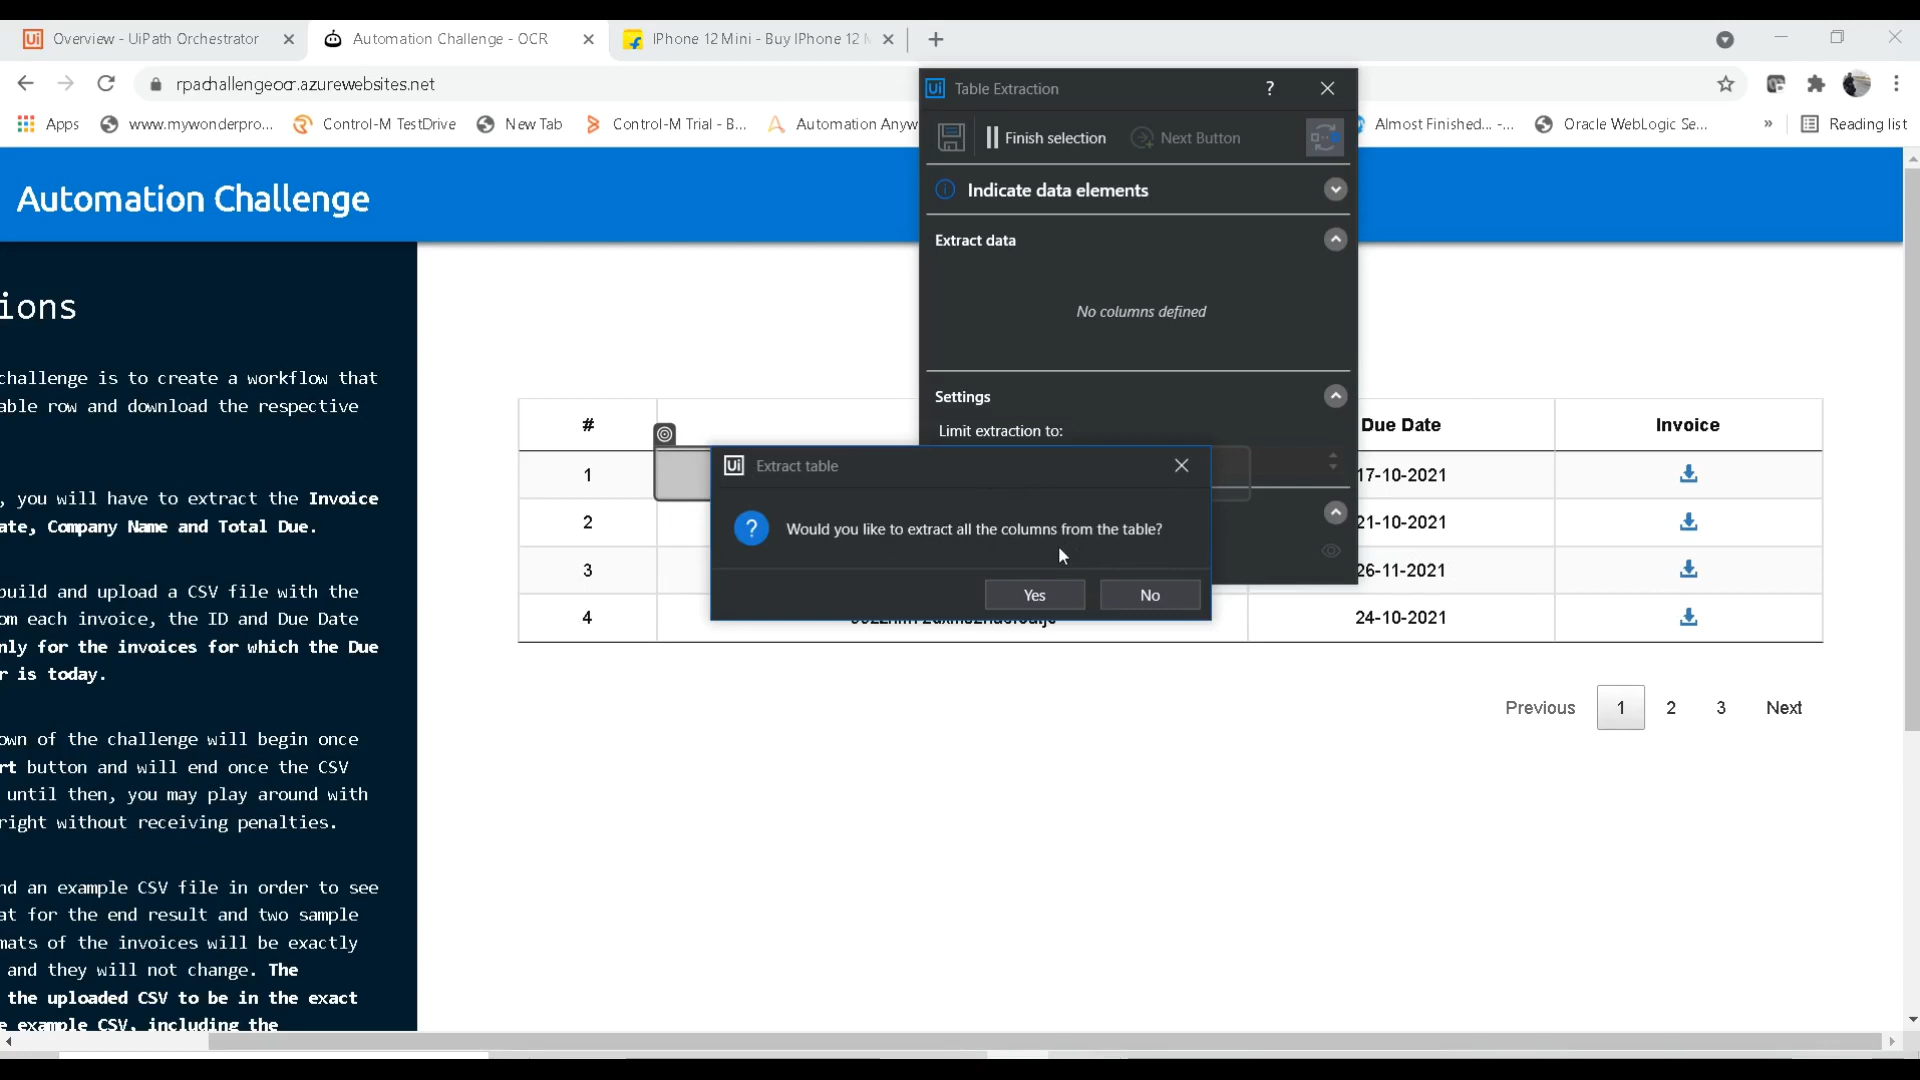 Overview - UiPath Orchestrator
Automation Challenge - OCR
IPhone 12 Mini - Buy IPhone 12 M
rpachallengeocr.azurewebsites.net
Apps
www.mywonderpro...
Control-M TestDrive
New Tab
Control-M Trial - B...
Automation Anyw
Almost Finished... -...
Oracle WebLogic Se...
»
Reading list
Automation Challenge
Table Extraction
?
Finish selection
Next Button
Indicate data elements
Extract data
No columns defined
Settings
Limit extraction to:
Extract table
Would you like to extract all the columns from the table?
Yes
No
ions
challenge is to create a workflow that
able row and download the respective
, you will have to extract the Invoice
ate, Company Name and Total Due.
build and upload a CSV file with the
om each invoice, the ID and Due Date
nly for the invoices for which the Due
r is today.
own of the challenge will begin once
rt button and will end once the CSV
until then, you may play around with
right without receiving penalties.
nd an example CSV file in order to see
at for the end result and two sample
mats of the invoices will be exactly
and they will not change. The
the uploaded CSV to be in the exact
e example CSV, including the
# Due Date Invoice
1 17-10-2021
2 21-10-2021
3 26-11-2021
4 24-10-2021
Previous 1 2 3 Next